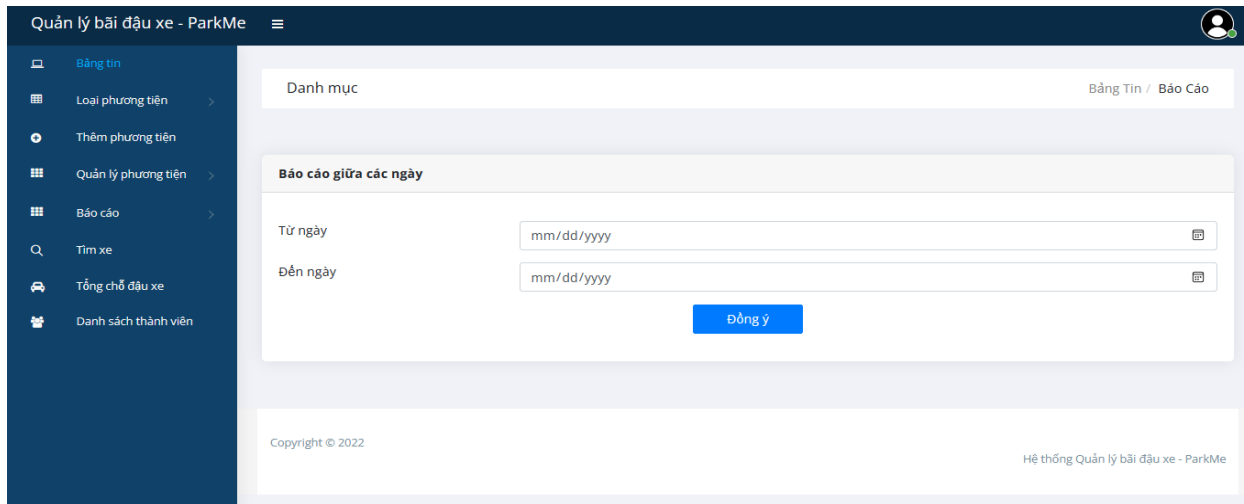 Quản lý bãi đậu xe - ParkMe
Bảng tin
Loại phương tiện
Thêm phương tiện
Quản lý phương tiện
Báo cáo
Tìm xe
Tổng chỗ đậu xe
Danh sách thành viên
Danh mục
Bảng Tin / Báo Cáo
Báo cáo giữa các ngày
Từ ngày
mm/dd/yyyy
Đến ngày
mm/dd/yyyy
Đồng ý
Copyright © 2022
Hệ thống Quản lý bãi đậu xe - ParkMe